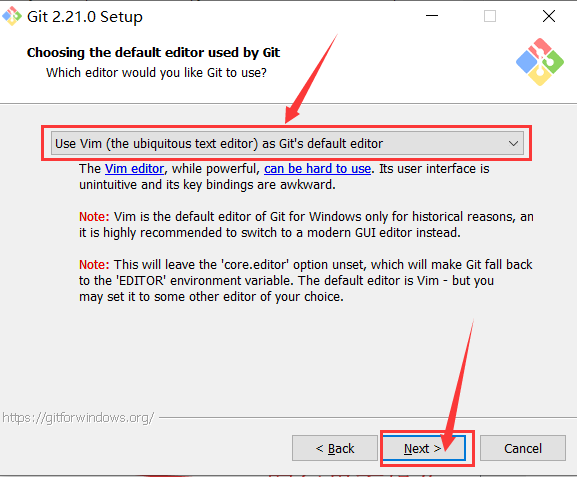 Git 2.21.0 Setup
Choosing the default editor used by Git
Which editor would you like Git to use?
Use Vim (the ubiquitous text editor) as Git's default editor
The Vim editor, while powerful, can be hard to use. Its user interface is
unintuitive and its key bindings are awkward.
Note: Vim is the default editor of Git for Windows only for historical reasons, an
it is highly recommended to switch to a modern GUI editor instead.
Note: This will leave the 'core.editor' option unset, which will make Git fall back
to the 'EDITOR' environment variable. The default editor is Vim - but you
may set it to some other editor of your choice.
https://gitforwindows.org/
< Back
Next >
Cancel